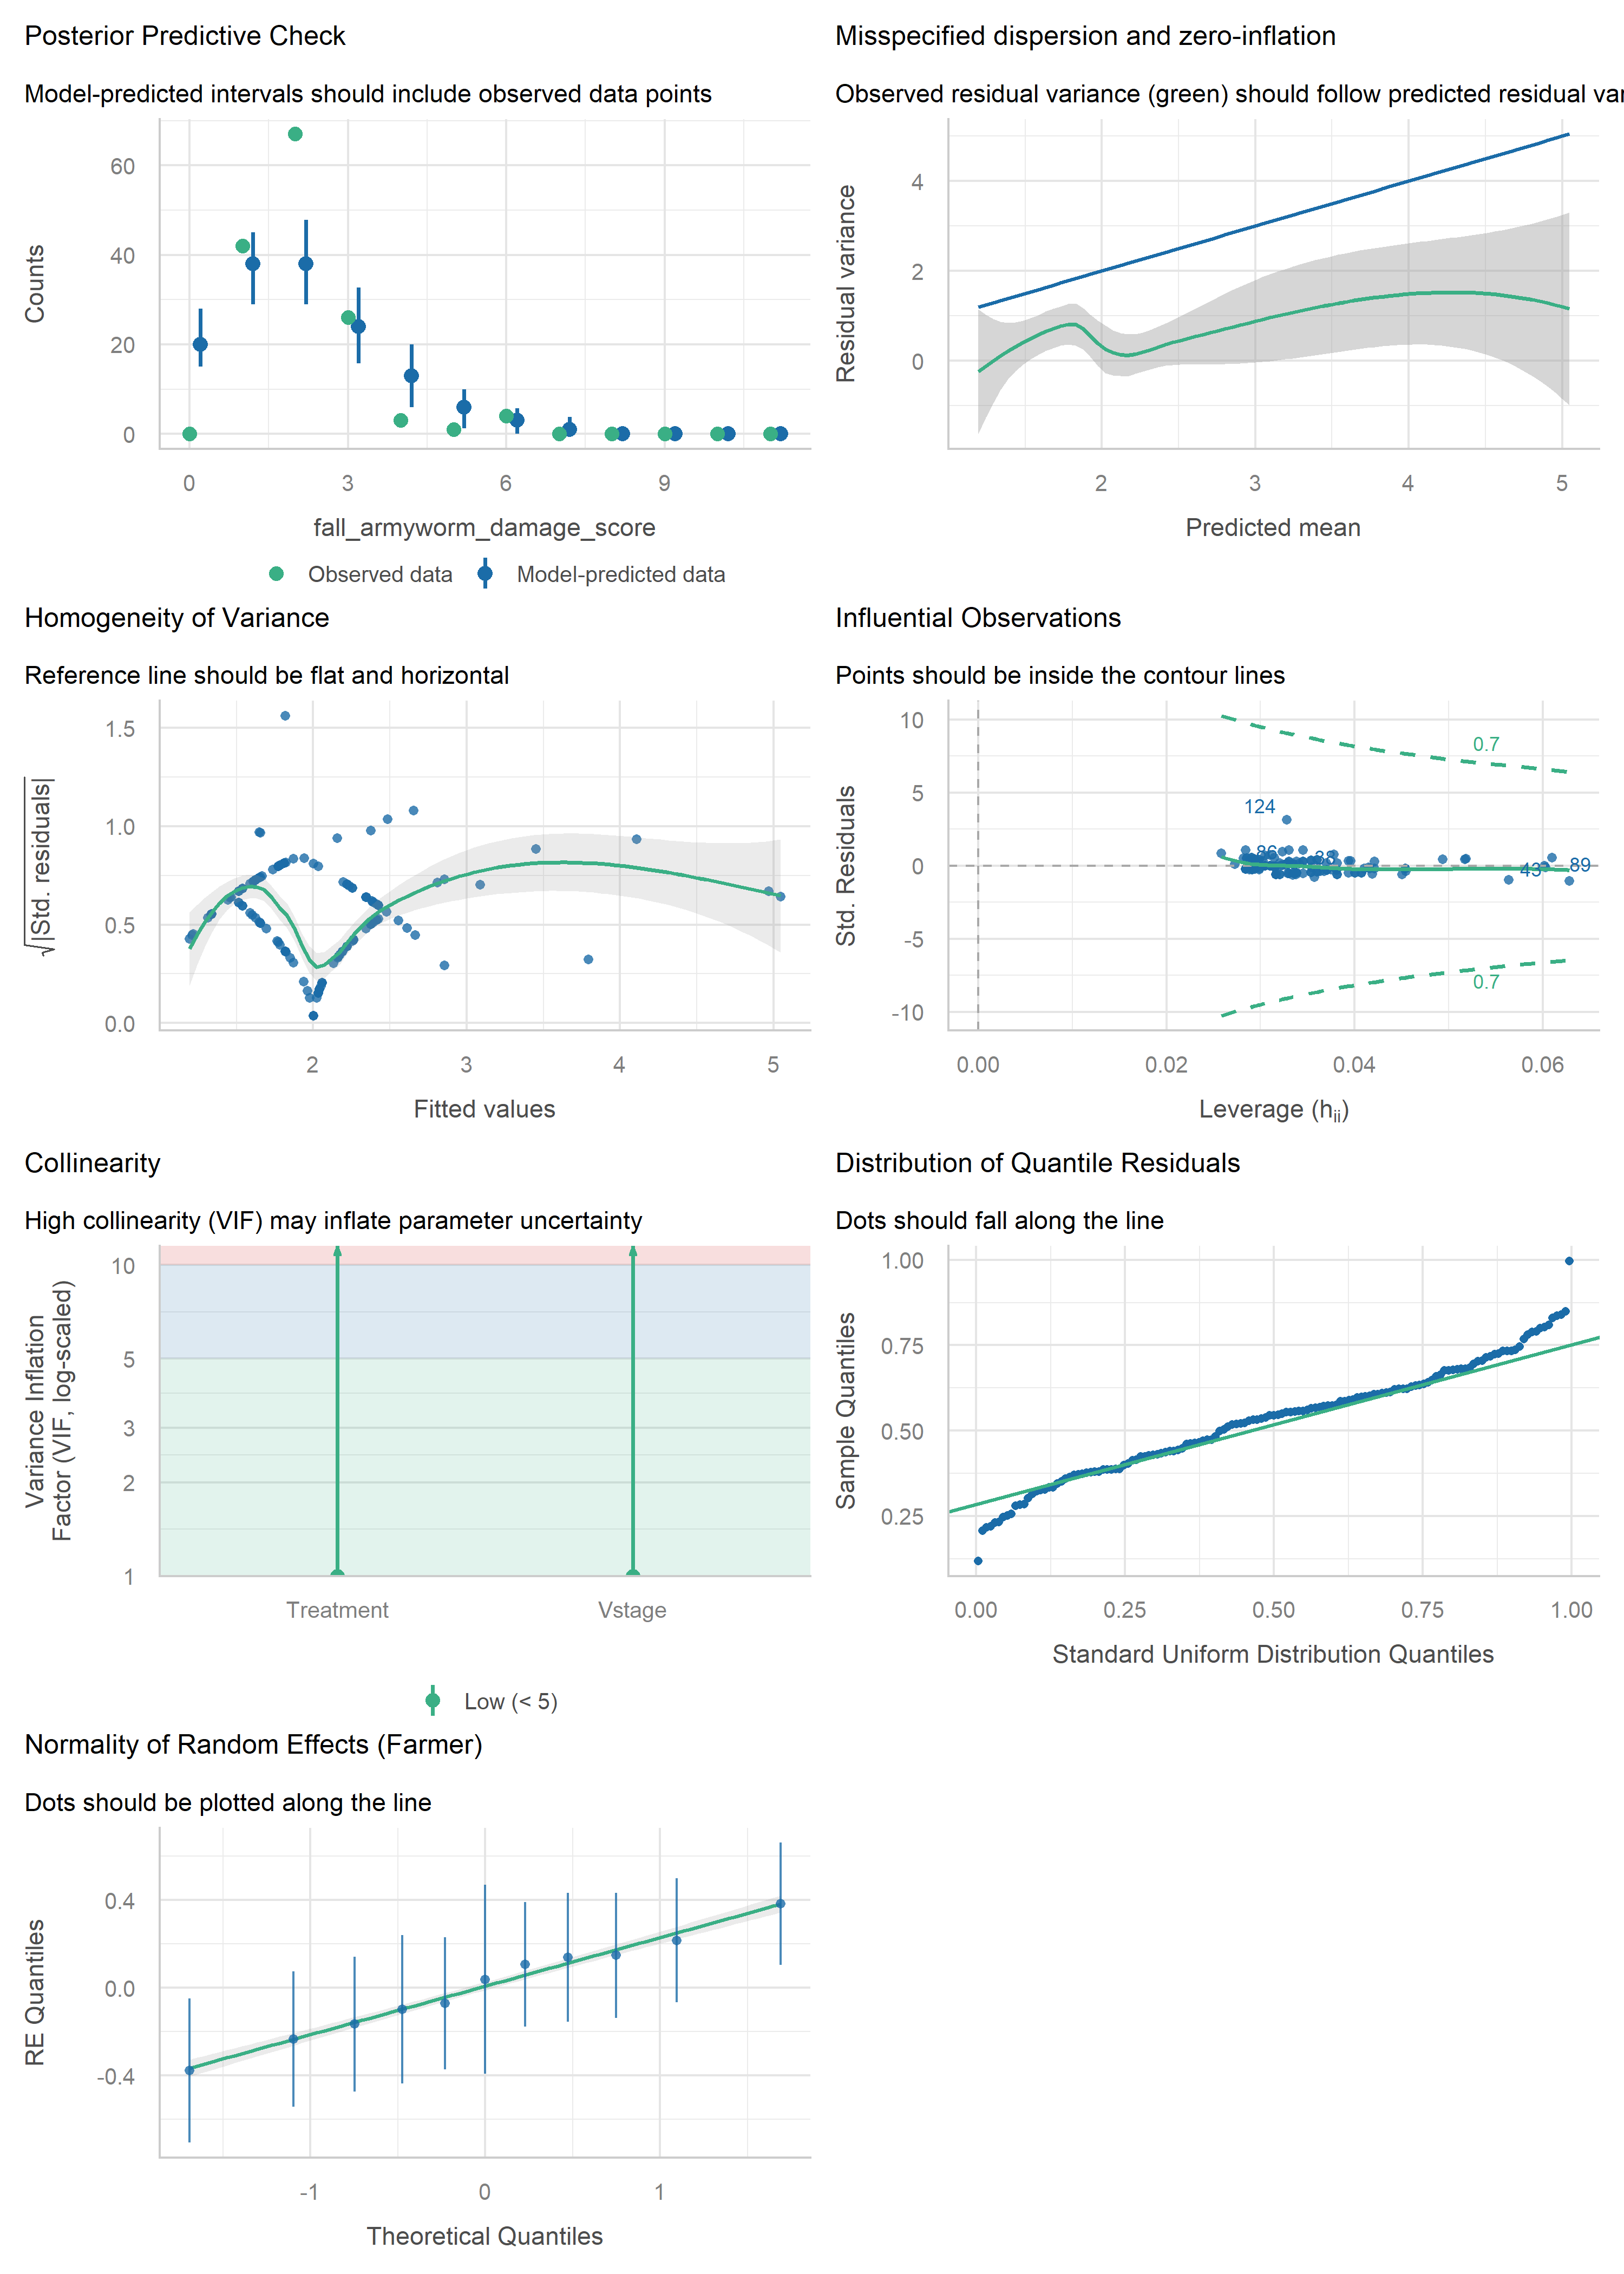 Posterior Predictive Check
Model-predicted intervals should include observed data points
Counts
60
40
20
0
0
3
6
9
fall_armyworm_damage_score
Observed data
Model-predicted data
Misspecified dispersion and zero-inflation
Observed residual variance (green) should follow predicted residual var
Residual variance
4
2
0
2
3
4
5
Predicted mean
Homogeneity of Variance
Reference line should be flat and horizontal
√|Std. residuals|
1.5
1.0
0.5
0.0
2
3
4
5
Fitted values
Influential Observations
Points should be inside the contour lines
Std. Residuals
10
5
0
-5
-10
0.7
124
86
43
89
0.7
0.00
0.02
0.04
0.06
Leverage (hii)
Collinearity
High collinearity (VIF) may inflate parameter uncertainty
Variance Inflation
Factor (VIF, log-scaled)
10
5
3
2
1
Treatment
Vstage
Low (< 5)
Distribution of Quantile Residuals
Dots should fall along the line
Sample Quantiles
1.00
0.75
0.50
0.25
0.00
0.25
0.50
0.75
1.00
Standard Uniform Distribution Quantiles
Normality of Random Effects (Farmer)
Dots should be plotted along the line
RE Quantiles
0.4
0.0
-0.4
-1
0
1
Theoretical Quantiles